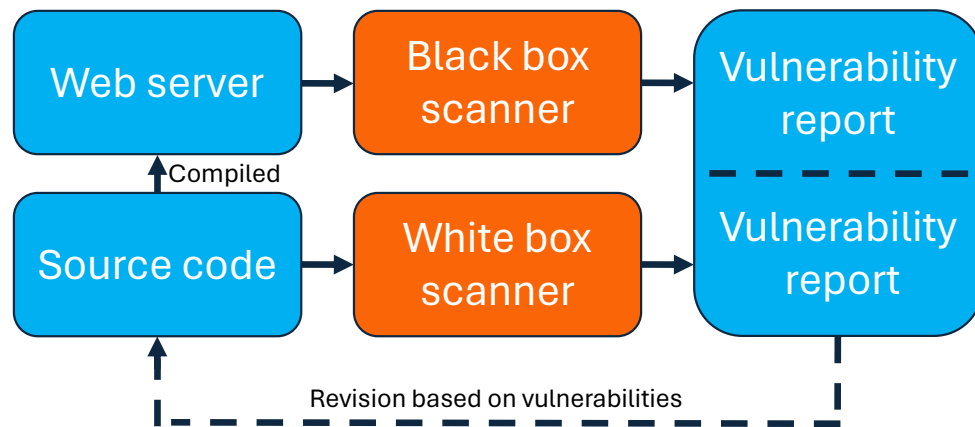 Web server
Black box
scanner
Vulnerability
report
Compiled
Source code
White box
scanner
Vulnerability
report
Revision based on vulnerabilities